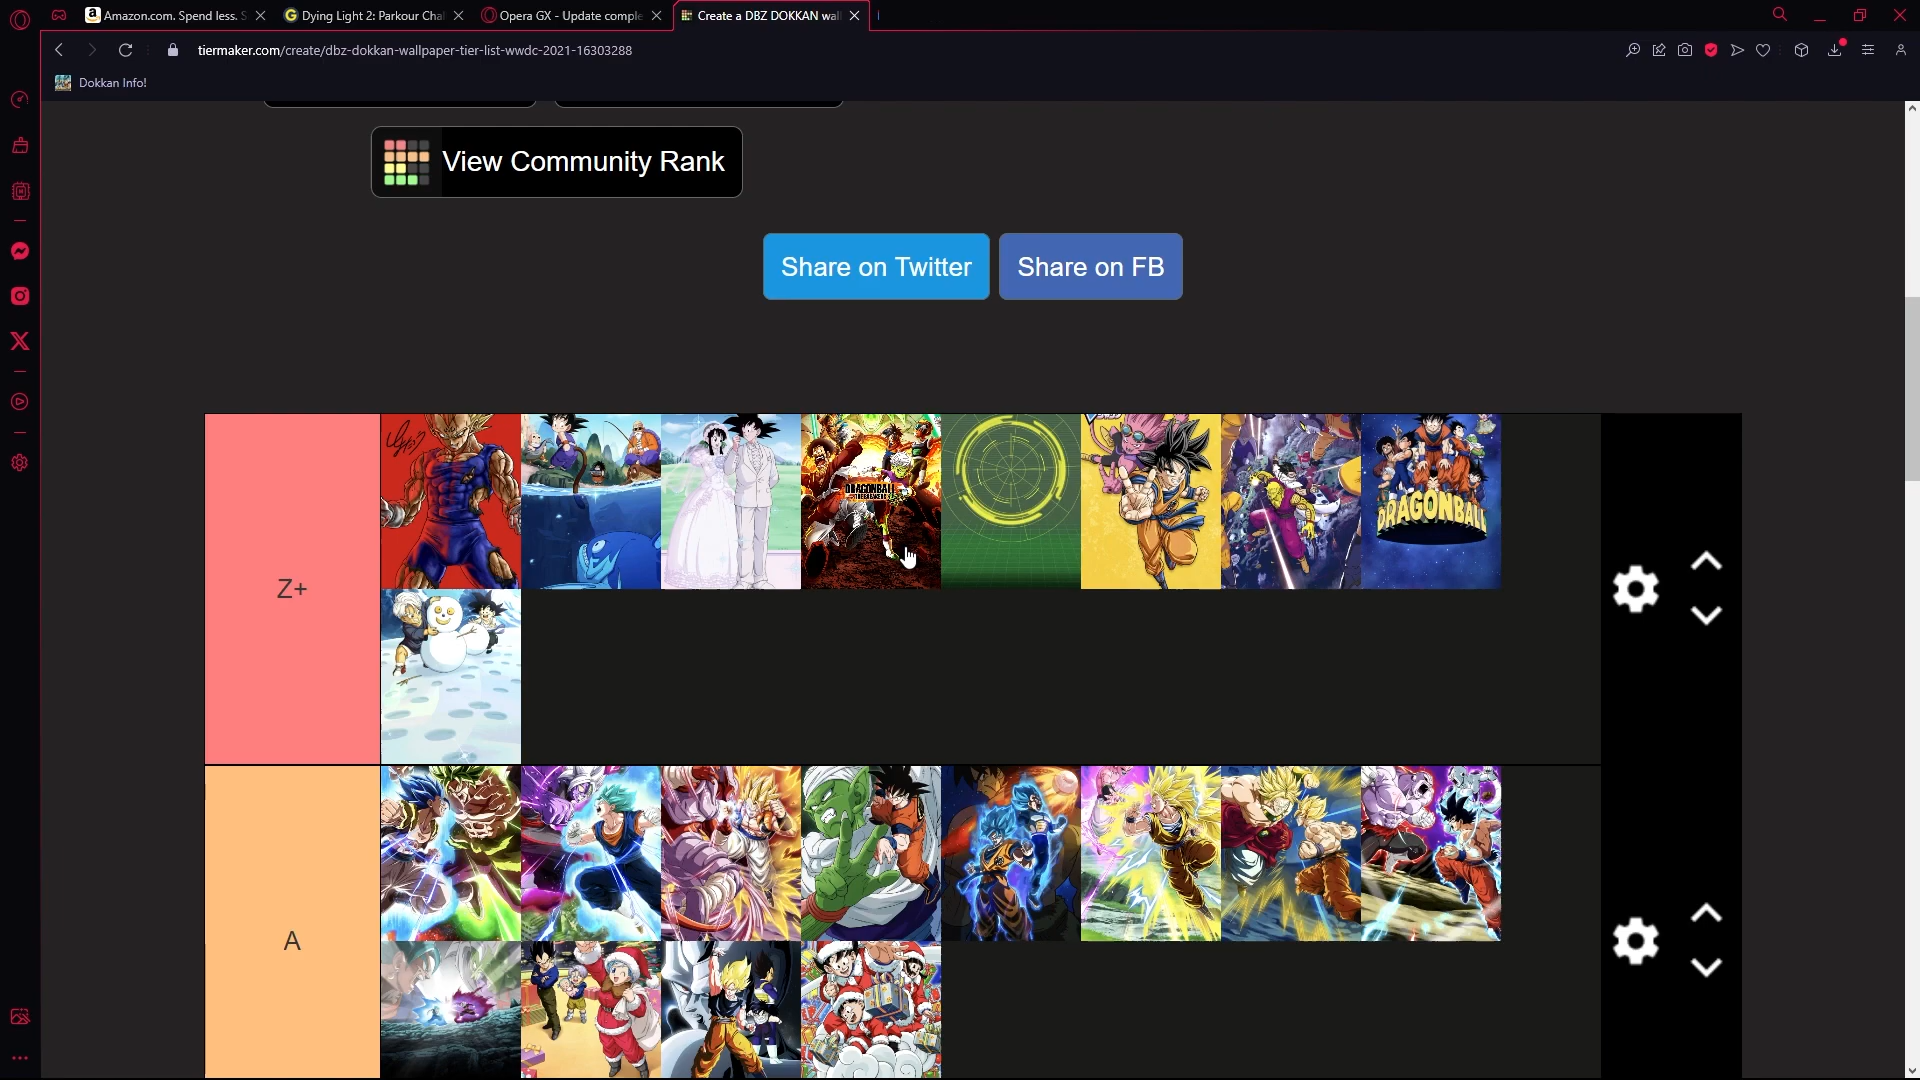 Amazon.com. Spend less. S
Dying Light 2: Parkour Chal
Opera GX - Update comple
Create a DBZ DOKKAN wal
tiermaker.com/create/dbz-dokkan-wallpaper-tier-list-wwdc-2021-16303288
Dokkan Info!
View Community Rank
Share on Twitter
Share on FB
Z+
DRAGONBALL
DRAGONBALL
A